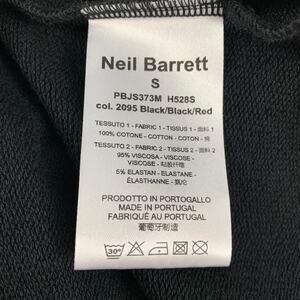 Neil Barrett
S
PBJS373M H528S
col. 2095 Black/Black/Red
TESSUTO 1 - FABRIC 1 - TISSUS 1 - 面料 1
100% COTONE - COTTON - COTON - 棉
TESSUTO 2 - FABRIC 2 - TISSUS 2 - 面料 2
95% VISCOSA - VISCOSE -
VISCOSE - 粘胶纤维
5% ELASTAN - ELASTANE -
ÉLASTHANNE - 氨纶
PRODOTTO IN PORTOGALLO
MADE IN PORTUGAL
FABRIQUÉ AU PORTUGAL
葡萄牙制造
30°